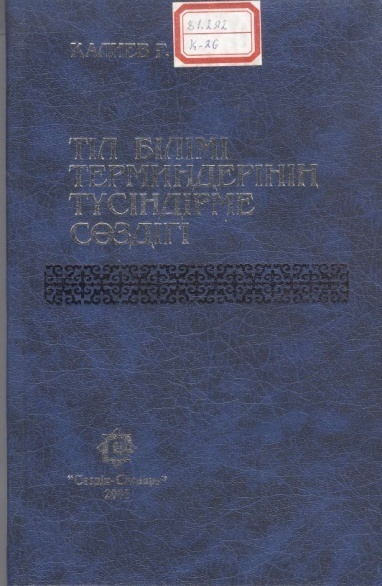 ҚАЛИЕВ Ғ.
81.2Я2
К-26
ТІЛ БІЛІМІ
ТЕРМИНДЕРІНІҢ
ТҮСІНДІРМЕ
СӨЗДІГІ
"Сөздік-Словарь"